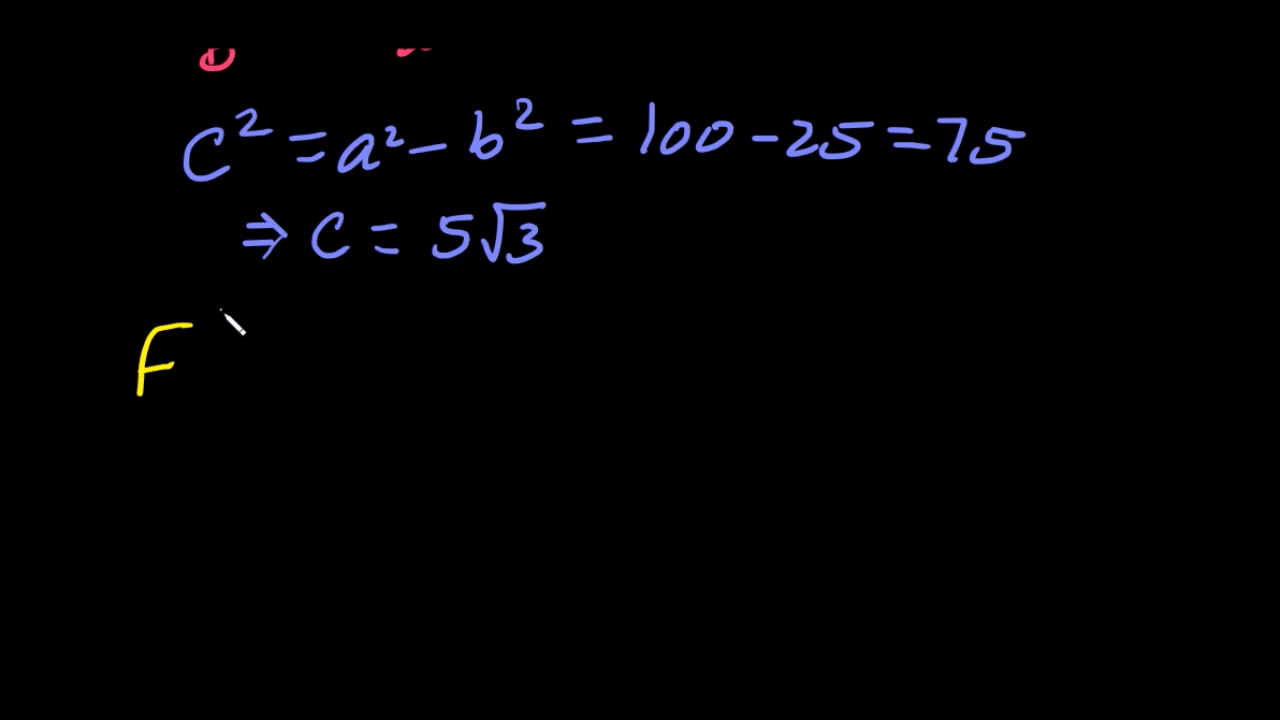 c² = a² - b² = 100 - 25 = 75
⇒ c = 5√3
F